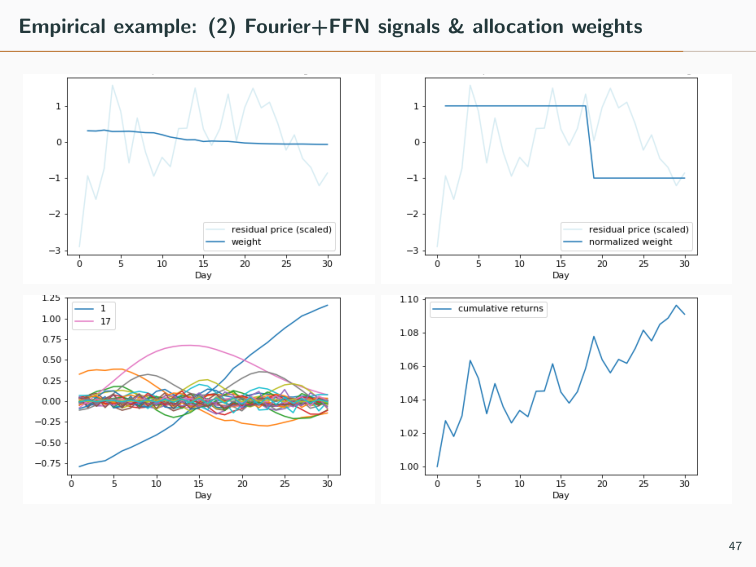 Empirical example: (2) Fourier+FFN signals & allocation weights
1
0
−1
−2
−3
0 5 10 15 20 25 30
Day
residual price (scaled)
weight
1
0
−1
−2
−3
0 5 10 15 20 25 30
Day
residual price (scaled)
normalized weight
1.25
1.00
0.75
0.50
0.25
0.00
−0.25
−0.50
−0.75
0 5 10 15 20 25 30
Day
1
17
1.10
1.08
1.06
1.04
1.02
1.00
0 5 10 15 20 25 30
Day
cumulative returns
47